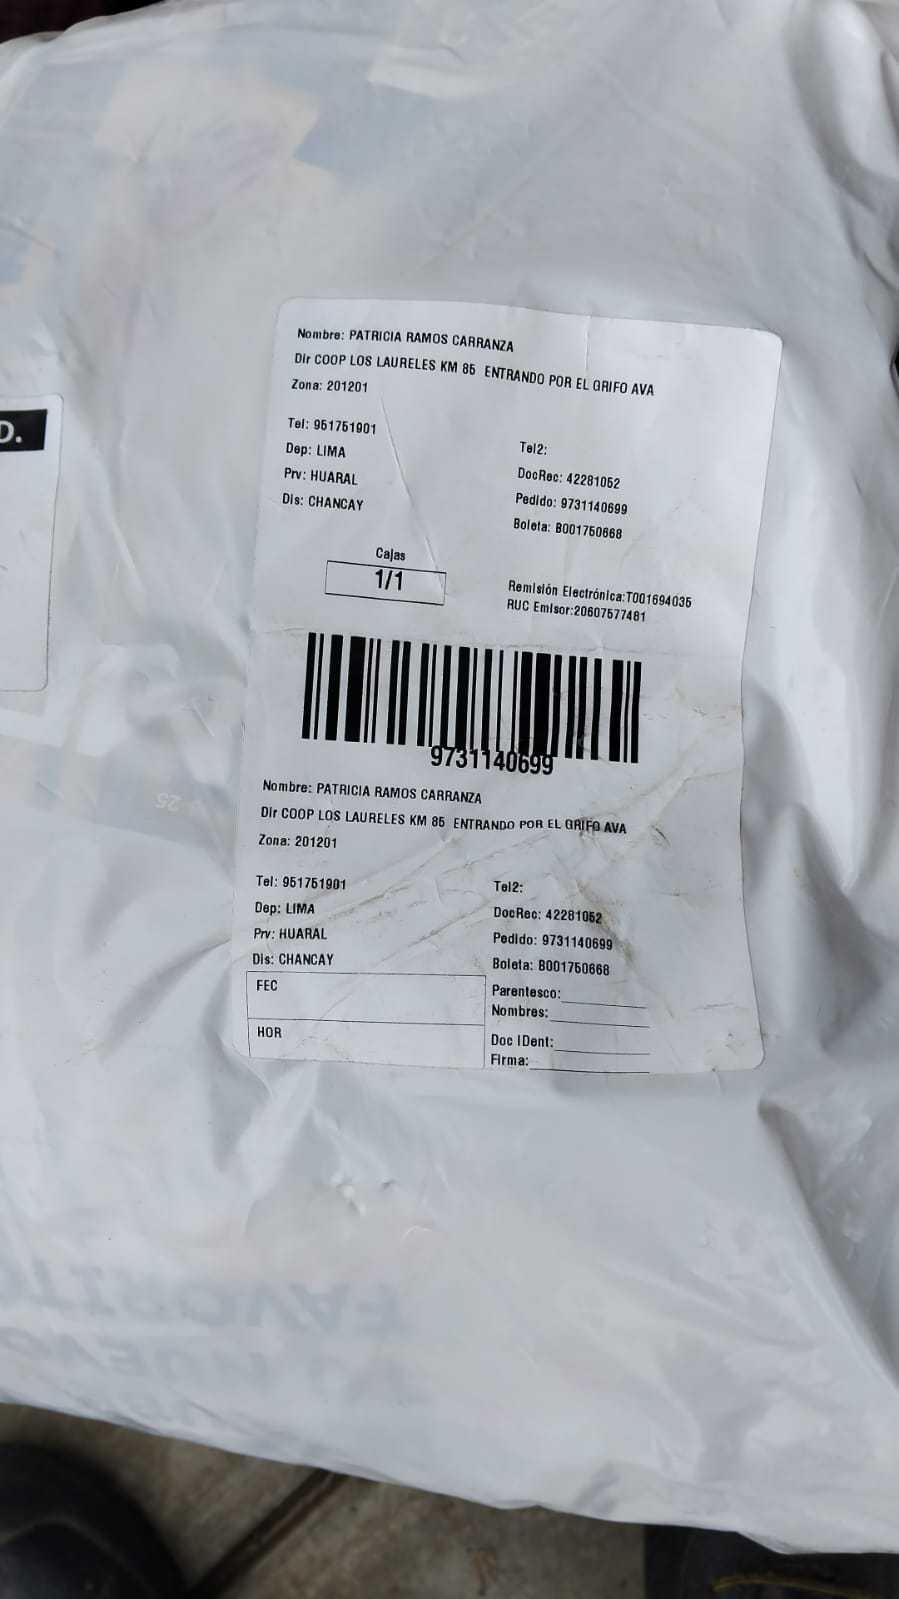 D.
Nombre: PATRICIA RAMOS CARRANZA
Dir COOP LOS LAURELES KM 85 ENTRANDO POR EL GRIFO AVA
Zona: 201201
Tel: 951751901
Tel2:
Dep: LIMA
DocRec: 42281052
Prv: HUARAL
Pedido: 9731140699
Dis: CHANCAY
Boleta: B001750668
Cajas
1/1
Remisión Electrónica:T001694035
RUC Emisor:20607577481
9731140699
Nombre: PATRICIA RAMOS CARRANZA
Dir COOP LOS LAURELES KM 85 ENTRANDO POR EL GRIFO AVA
Zona: 201201
Tel: 951751901
Tel2:
Dep: LIMA
DocRec: 42281052
Prv: HUARAL
Pedido: 9731140699
Dis: CHANCAY
Boleta: B001750668
FEC
Parentesco:
Nombres:
HOR
Doc IDent:
Firma: